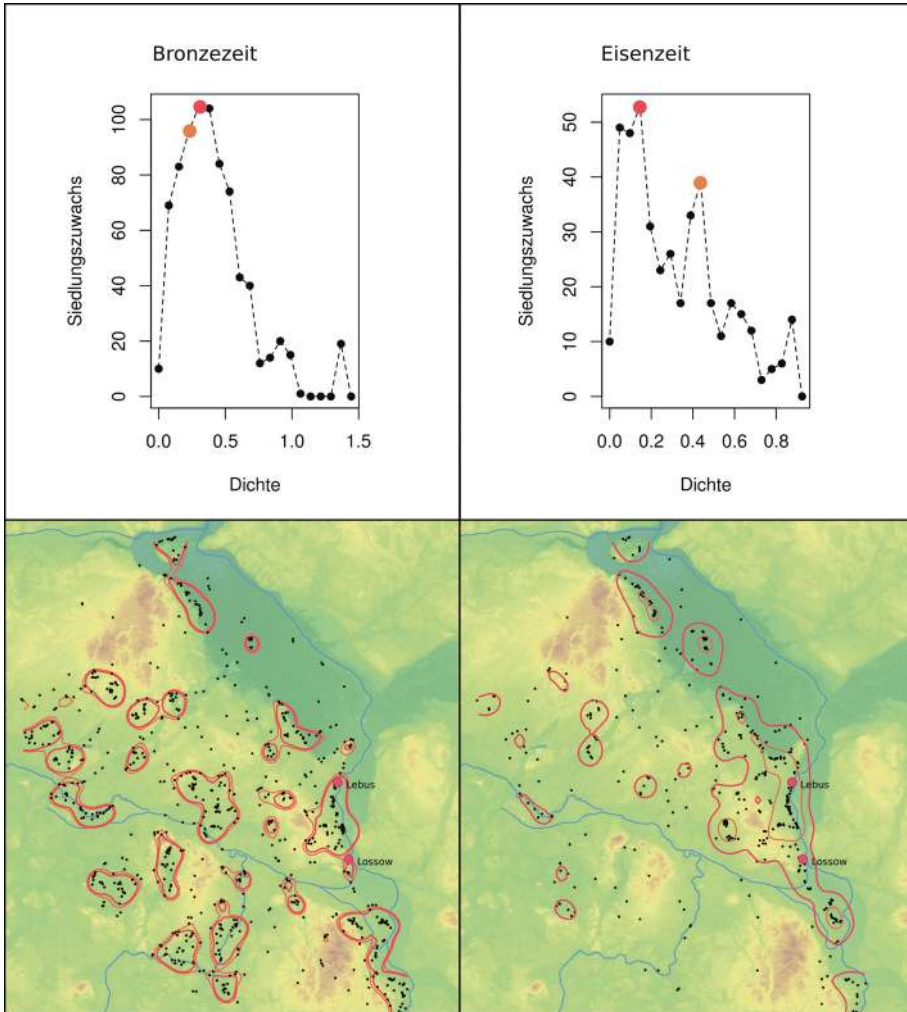 Bronzezeit
Siedlungszuwachs
100
80
60
40
20
0
0.0 0.5 1.0 1.5
Dichte
Eisenzeit
Siedlungszuwachs
50
40
30
20
10
0
0.0 0.2 0.4 0.6 0.8
Dichte
Lebus
Lossow
Lebus
Lossow